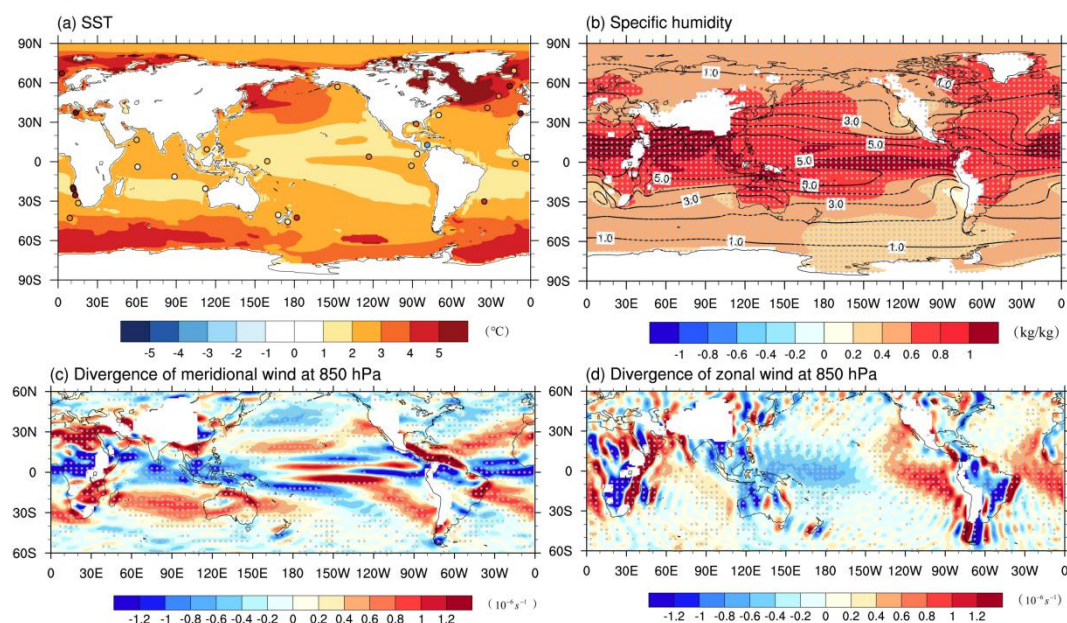 (a) SST
90N
60N
30N
0
30S
60S
90S
0 30E 60E 90E 120E 150E 180 150W 120W 90W 60W 30W 0
-5 -4 -3 -2 -1 0 1 2 3 4 5
(℃)
(b) Specific humidity
90N
60N
30N
0
30S
60S
90S
1.0
1.0
3.0
5.0
5.0
5.0
3.0
3.0
1.0
1.0
1.0
0 30E 60E 90E 120E 150E 180 150W 120W 90W 60W 30W 0
-1 -0.8 -0.6 -0.4 -0.2 0 0.2 0.4 0.6 0.8 1
(kg/kg)
(c) Divergence of meridional wind at 850 hPa
60N
30N
0
30S
60S
0 30E 60E 90E 120E 150E 180 150W 120W 90W 60W 30W 0
-1.2 -1 -0.8 -0.6 -0.4 -0.2 0 0.2 0.4 0.6 0.8 1 1.2
(10⁻⁶s⁻¹)
(d) Divergence of zonal wind at 850 hPa
60N
30N
0
30S
60S
0 30E 60E 90E 120E 150E 180 150W 120W 90W 60W 30W 0
-1.2 -1 -0.8 -0.6 -0.4 -0.2 0 0.2 0.4 0.6 0.8 1 1.2
(10⁻⁶s⁻¹)